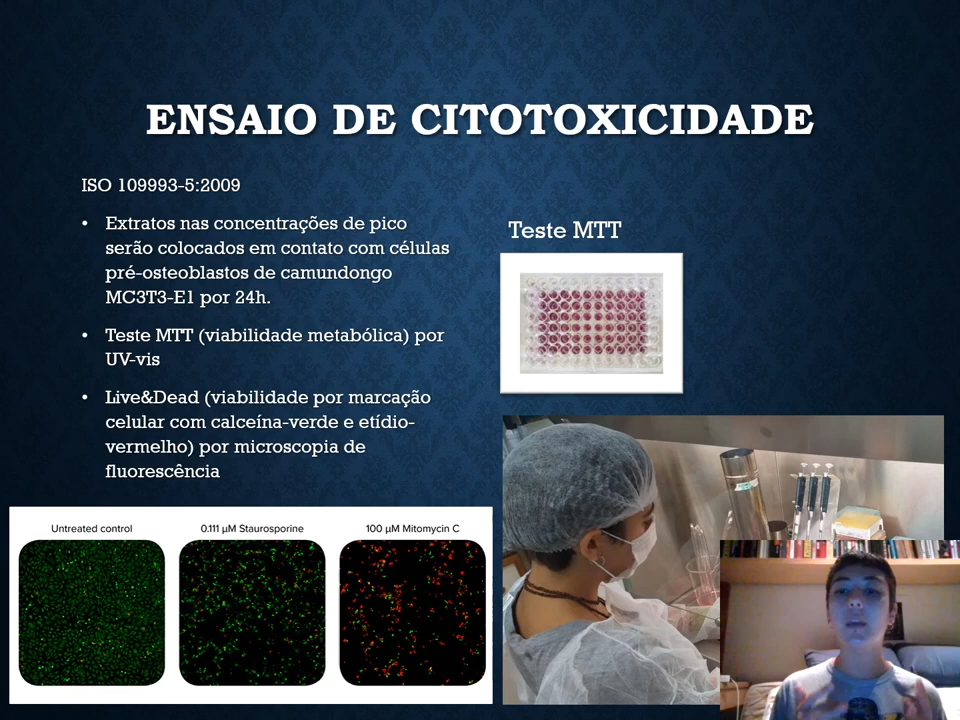 ENSAIO DE CITOTOXICIDADE
ISO 109993-5:2009
• Extratos nas concentrações de pico
serão colocados em contato com células
pré-osteoblastos de camundongo
MC3T3-E1 por 24h.
• Teste MTT (viabilidade metabólica) por
UV-vis
• Live&Dead (viabilidade por marcação
celular com calceína-verde e etídio-
vermelho) por microscopia de
fluorescência
Teste MTT
Untreated control
0.111 µM Staurosporine
100 µM Mitomycin C